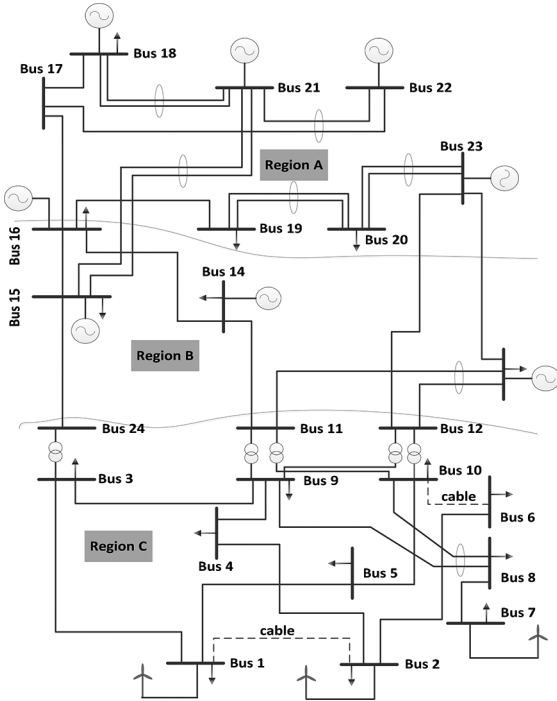 Bus 18
Bus 17
Bus 21
Bus 22
Bus 23
Region A
Bus 16
Bus 19
Bus 20
Bus 14
Bus 15
Region B
Bus 24
Bus 11
Bus 12
Bus 3
Bus 9
Bus 10
cable
Bus 6
Region C
Bus 4
Bus 5
Bus 8
Bus 7
cable
Bus 1
Bus 2